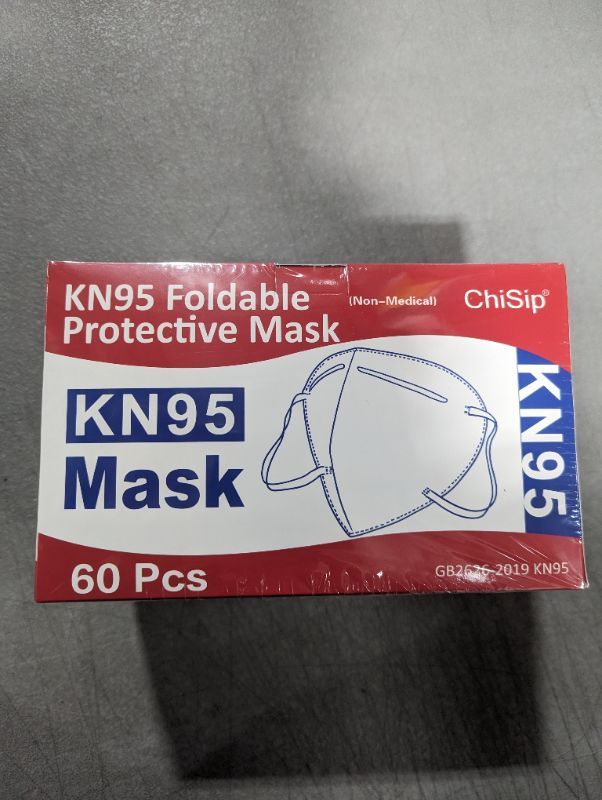 KN95 Foldable
Protective Mask
(Non-Medical)
ChiSip®
KN95
Mask
KN95
60 Pcs
GB2626-2019 KN95